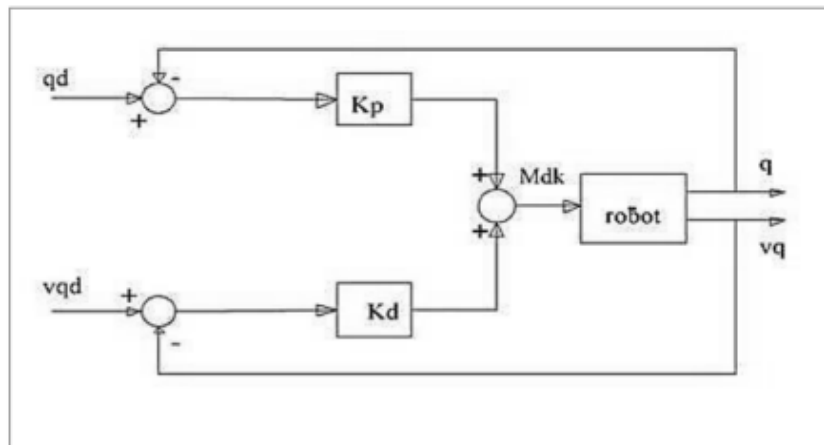 qd
-
+
Kp
+
Mdk
q
robot
+
vq
vqd
+
Kd
-